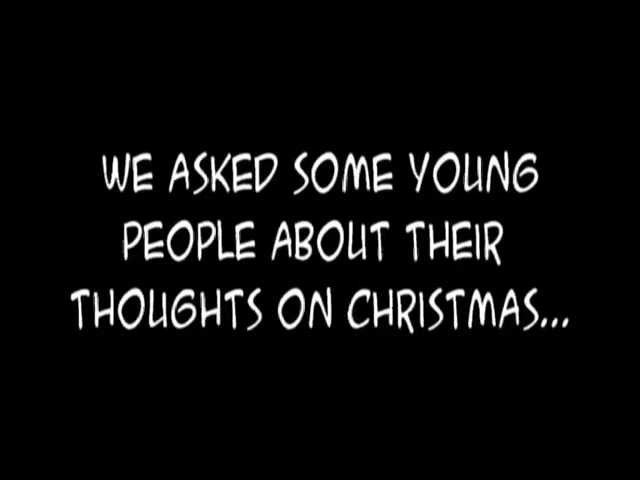 WE ASKED SOME YOUNG
PEOPLE ABOUT THEIR
THOUGHTS ON CHRISTMAS...